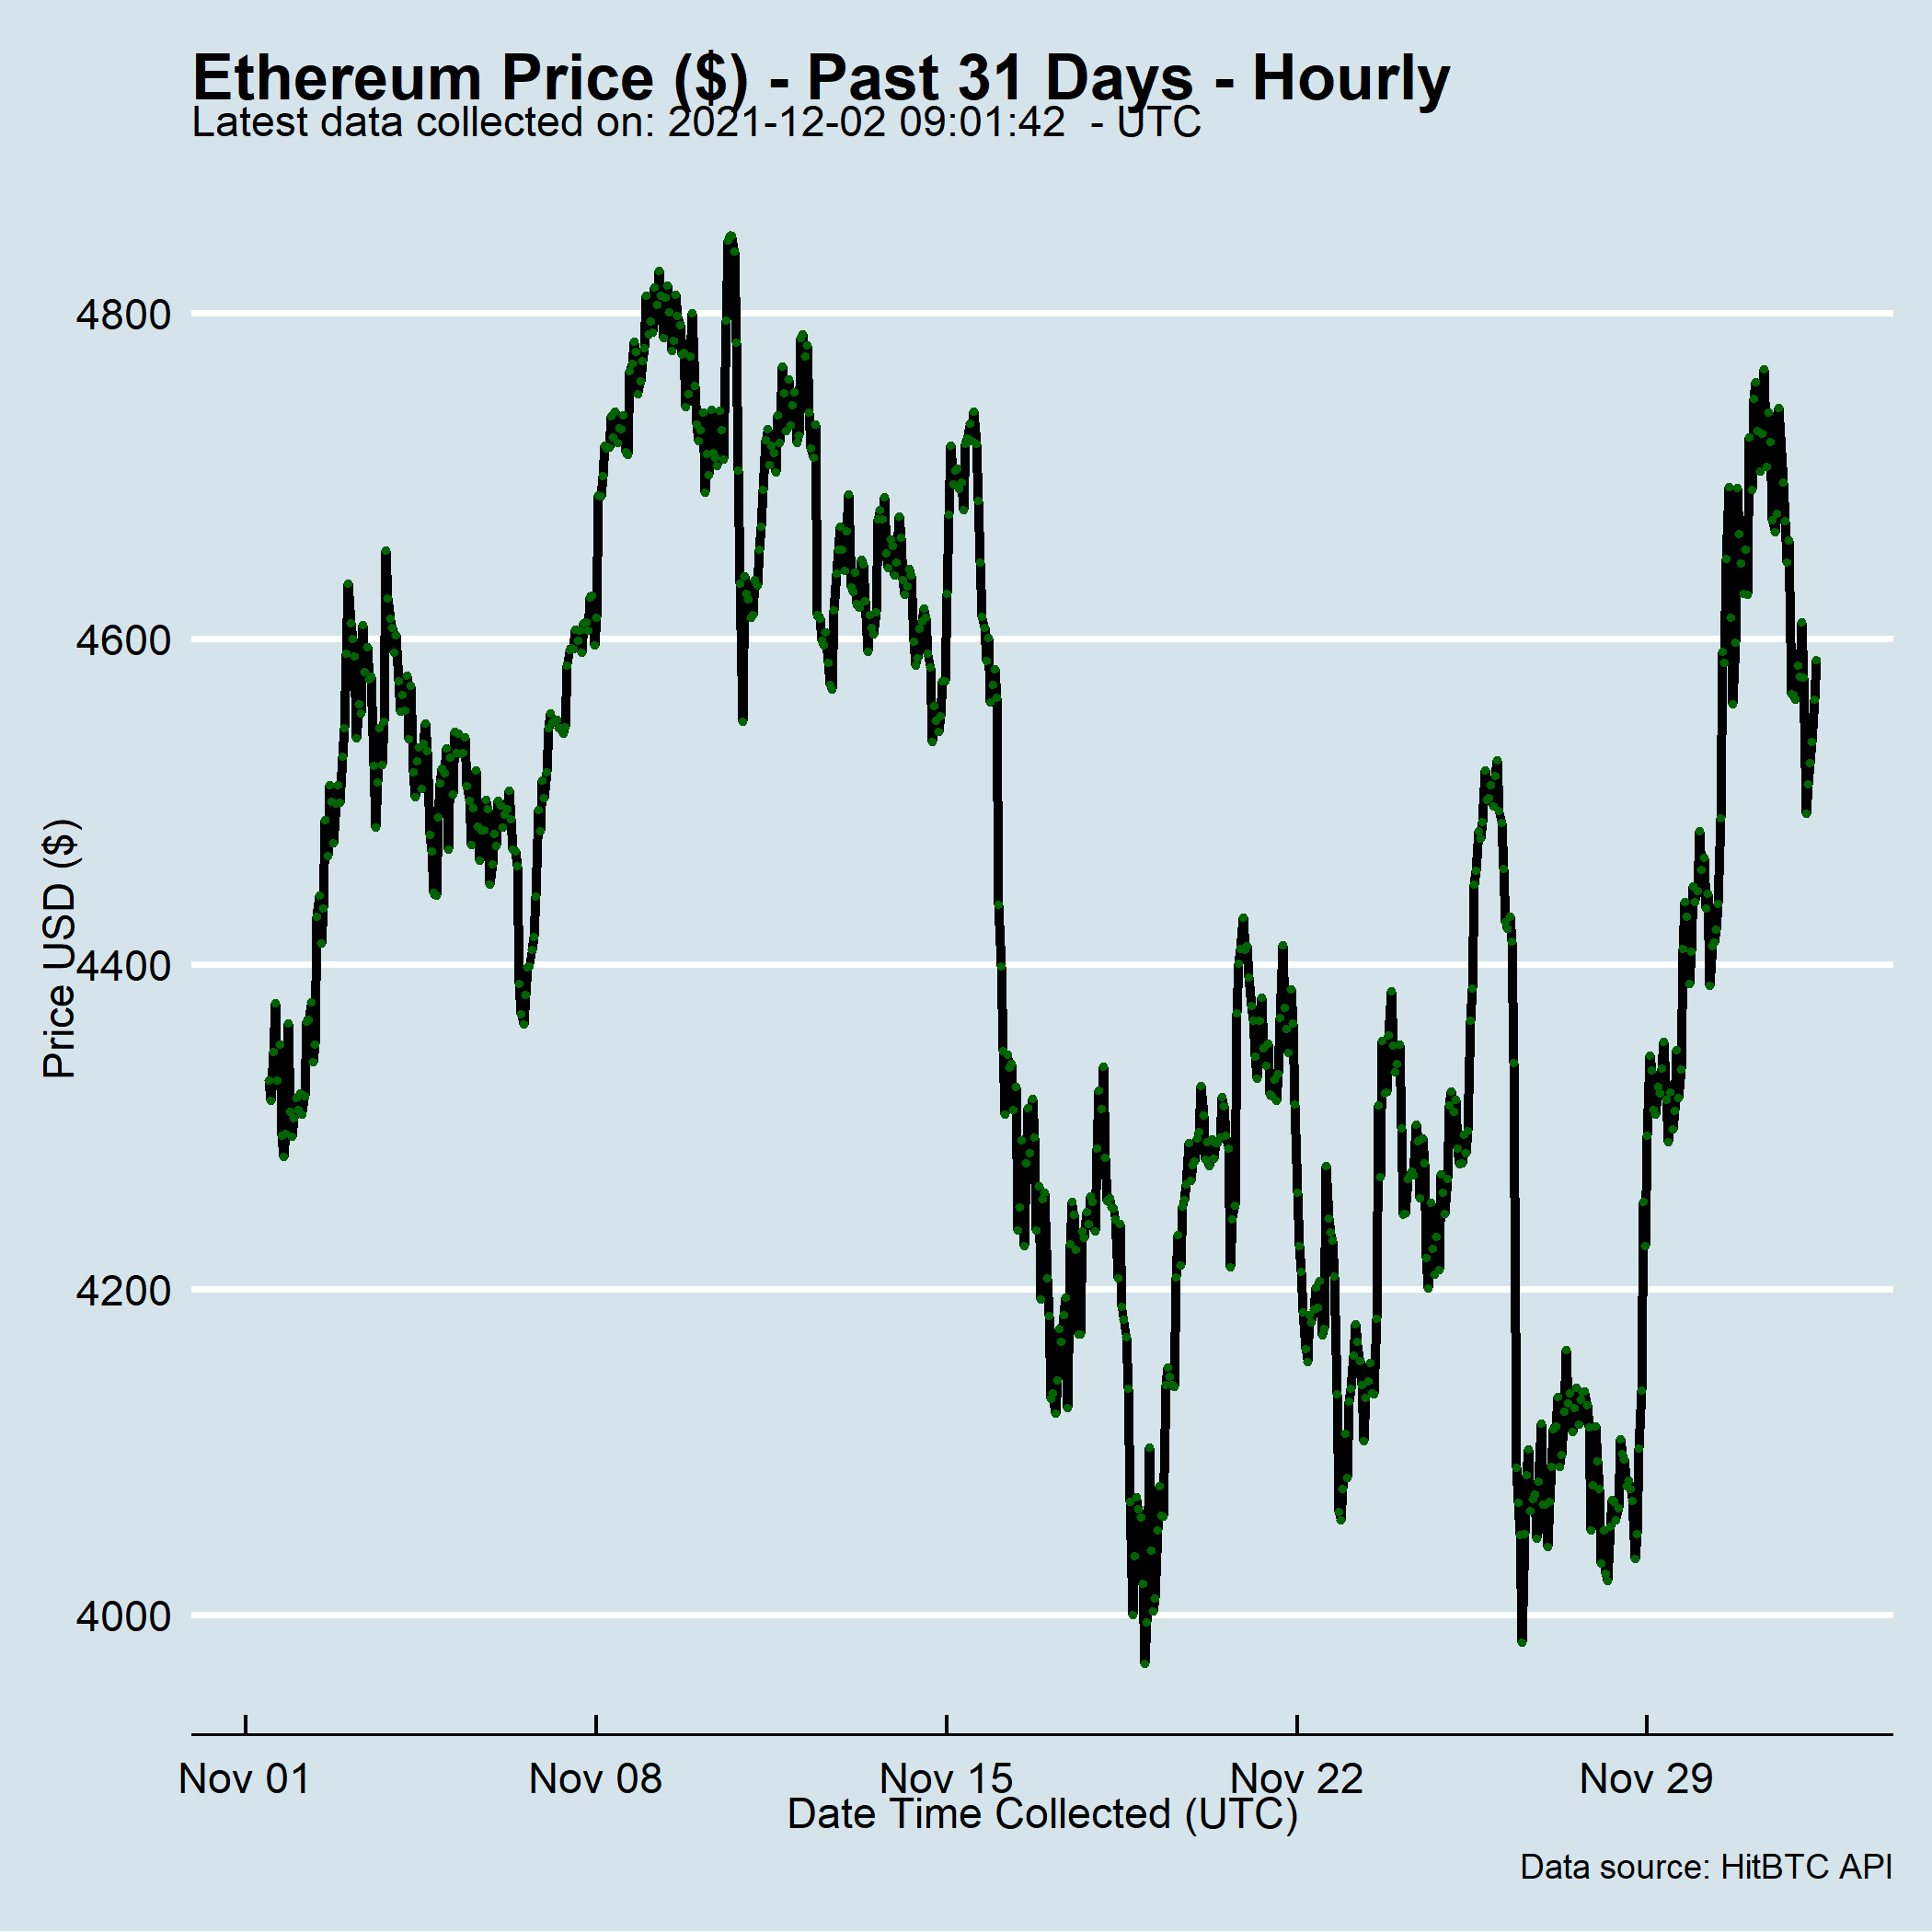 Ethereum Price ($) - Past 31 Days - Hourly
Latest data collected on: 2021-12-02 09:01:42  - UTC
Price USD ($)
4800
4600
4400
4200
4000
Nov 01 Nov 08 Nov 15 Nov 22 Nov 29
Date Time Collected (UTC)
Data source: HitBTC API